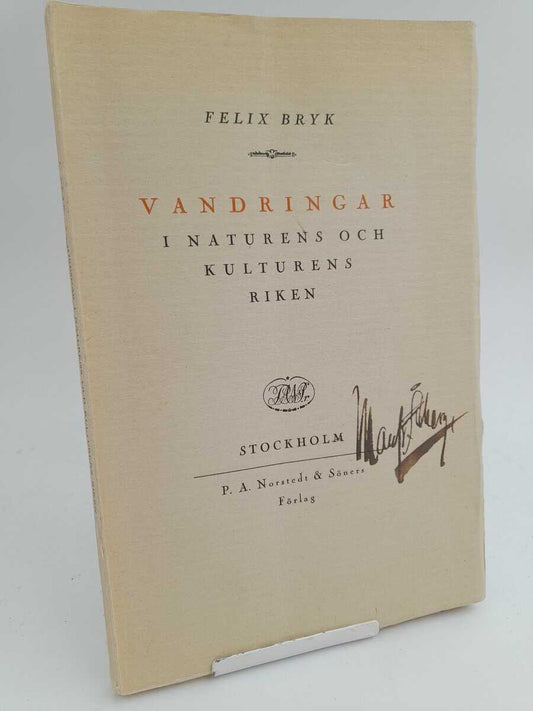 FELIX BRYK
VANDRINGAR
I NATURENS OCH
KULTURENS
RIKEN
STOCKHOLM
P. A. Norstedt & Söners
Förlag